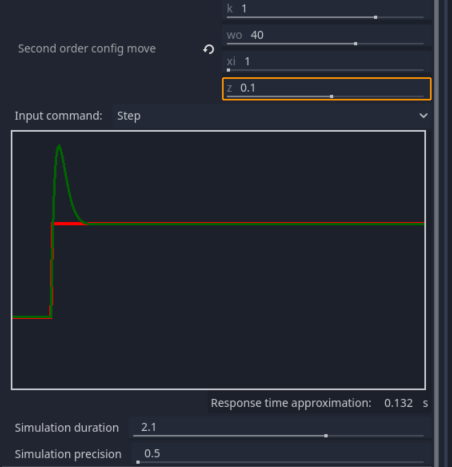 k 1
wo 40
Second order config move
xi 1
z 0.1
Input command: Step
Response time approximation: 0.132 s
Simulation duration 2.1
Simulation precision 0.5